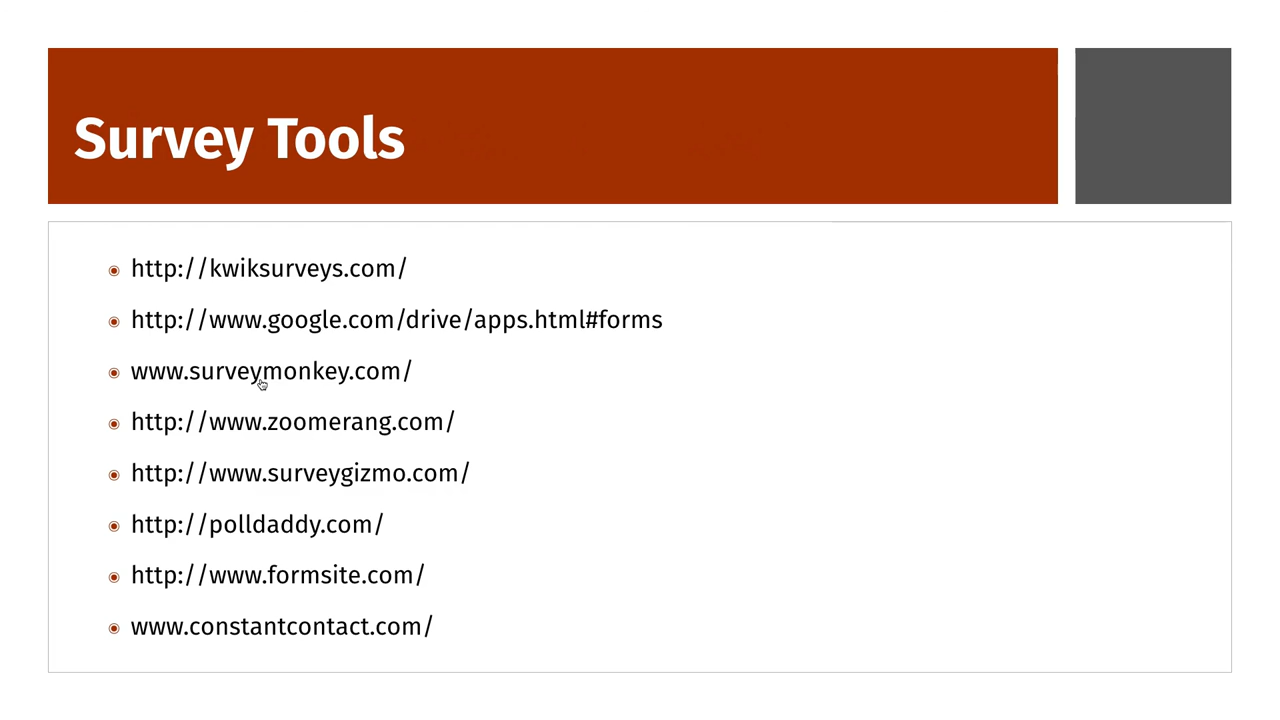 Survey Tools
http://kwiksurveys.com/
http://www.google.com/drive/apps.html#forms
www.surveymonkey.com/
http://www.zoomerang.com/
http://www.surveygizmo.com/
http://polldaddy.com/
http://www.formsite.com/
www.constantcontact.com/